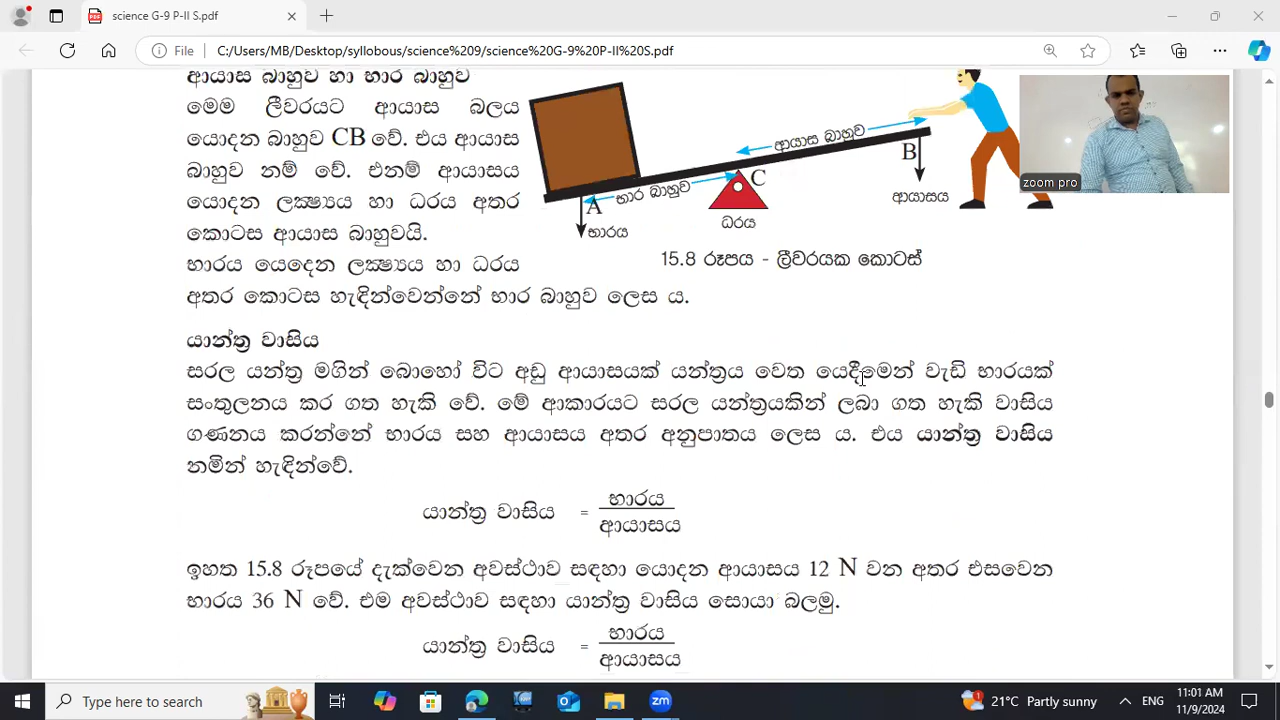 science G-9 P-II S.pdf
File
C:/Users/MB/Desktop/syllobous/science%209/science%20G-9%20P-II%20S.pdf
ආයාස බාහුව හා භාර බාහුව
මෙම ලීවරයට ආයාස බලය
යොදන බාහුව CB වේ. එය ආයාස
බාහුව නම් වේ. එනම් ආයාසය
යොදන ලක්‍ෂ්‍යය හා ධරය අතර
කොටස ආයාස බාහුවයි.
භාරය යෙදෙන ලක්‍ෂ්‍යය හා ධරය
අතර කොටස හැඳින්වෙන්නේ භාර බාහුව ලෙස ය.
ආයාස බාහුව
B
C
භාර බාහුව
A
ආයාසය
ධරය
භාරය
15.8 රූපය - ලීවරයක කොටස්
zoom pro
යාන්ත්‍ර වාසිය
සරල යන්ත්‍ර මගින් බොහෝ විට අඩු ආයාසයක් යන්ත්‍රය වෙත යෙදීමෙන් වැඩි භාරයක්
සංතුලනය කර ගත හැකි වේ. මේ ආකාරයට සරල යන්ත්‍රයකින් ලබා ගත හැකි වාසිය
ගණනය කරන්නේ භාරය සහ ආයාසය අතර අනුපාතය ලෙස ය. එය යාන්ත්‍ර වාසිය
නමින් හැඳින්වේ.
යාන්ත්‍ර වාසිය = භාරය
ආයාසය
ඉහත 15.8 රූපයේ දැක්වෙන අවස්ථාව සඳහා යොදන ආයාසය 12 N වන අතර එසවෙන
භාරය 36 N වේ. එම අවස්ථාව සඳහා යාන්ත්‍ර වාසිය සොයා බලමු.
යාන්ත්‍ර වාසිය = භාරය
ආයාසය
Type here to search
zm
21°C Partly sunny
ENG
11:01 AM
11/9/2024